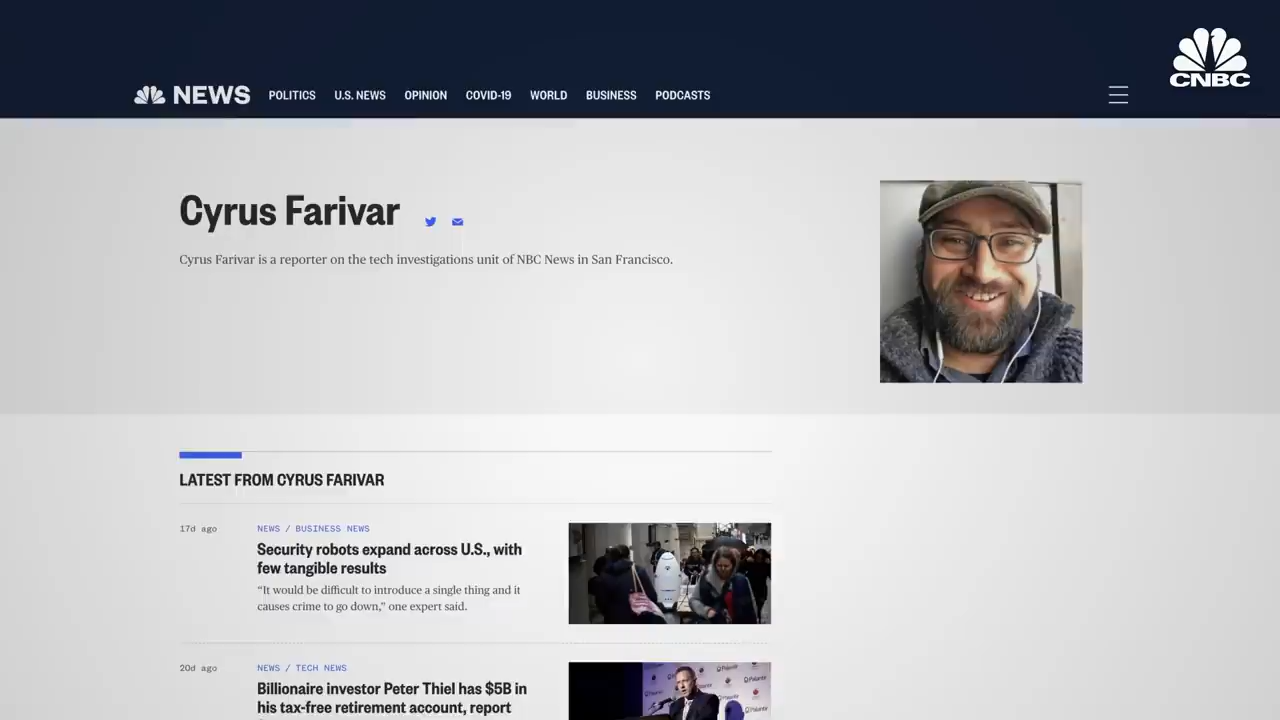 CNBC
NEWS POLITICS U.S. NEWS OPINION COVID-19 WORLD BUSINESS PODCASTS
Cyrus Farivar
Cyrus Farivar is a reporter on the tech investigations unit of NBC News in San Francisco.
LATEST FROM CYRUS FARIVAR
17d ago
NEWS / BUSINESS NEWS
Security robots expand across U.S., with
few tangible results
“It would be difficult to introduce a single thing and it
causes crime to go down,” one expert said.
20d ago
NEWS / TECH NEWS
Billionaire investor Peter Thiel has $5B in
his tax-free retirement account, report